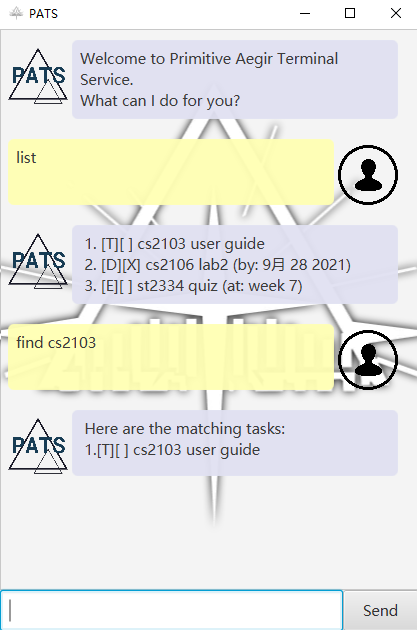 PATS
PATS
Welcome to Primitive Aegir Terminal
Service.
What can I do for you?
list
PATS
1. [T][ ] cs2103 user guide
2. [D][X] cs2106 lab2 (by: 9月 28 2021)
3. [E][ ] st2334 quiz (at: week 7)
find cs2103
PATS
Here are the matching tasks:
1.[T][ ] cs2103 user guide
Send